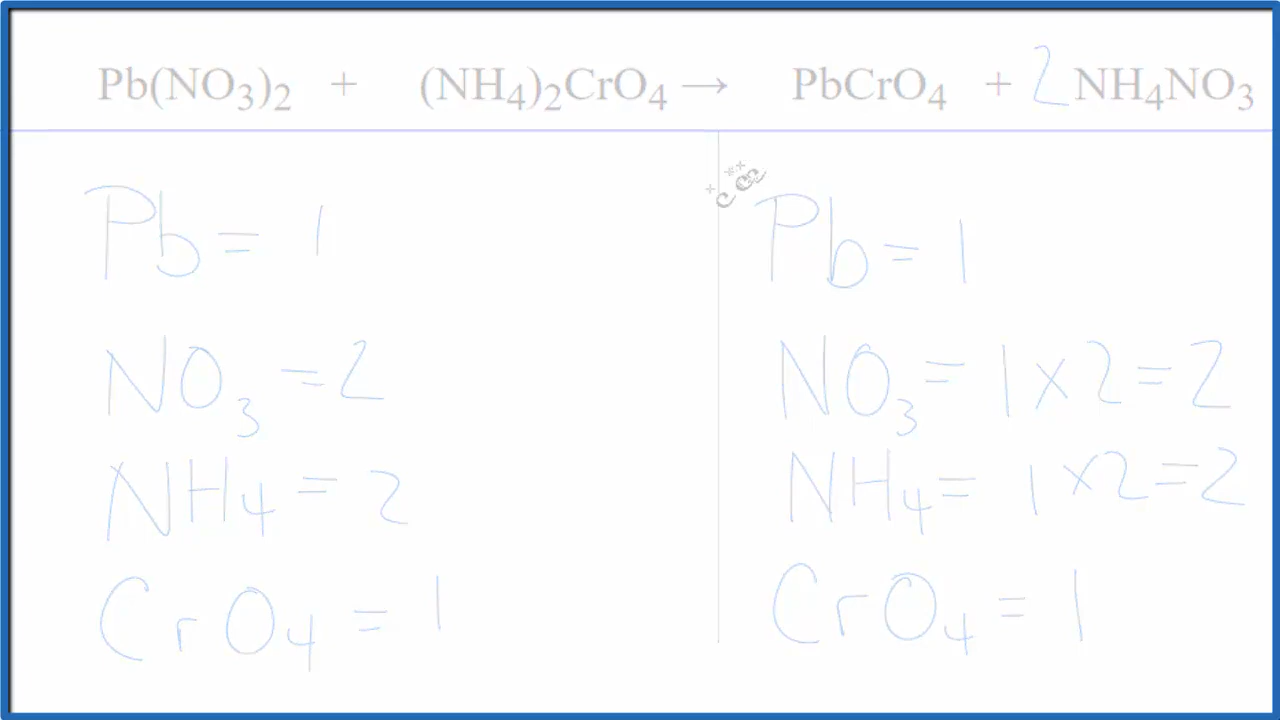 Pb(NO3)2 + (NH4)2CrO4 → PbCrO4 + 2 NH4NO3
Pb = 1
NO3 = 2
NH4 = 2
CrO4 = 1
Pb = 1
NO3 = 1 x 2 = 2
NH4 = 1 x 2 = 2
CrO4 = 1